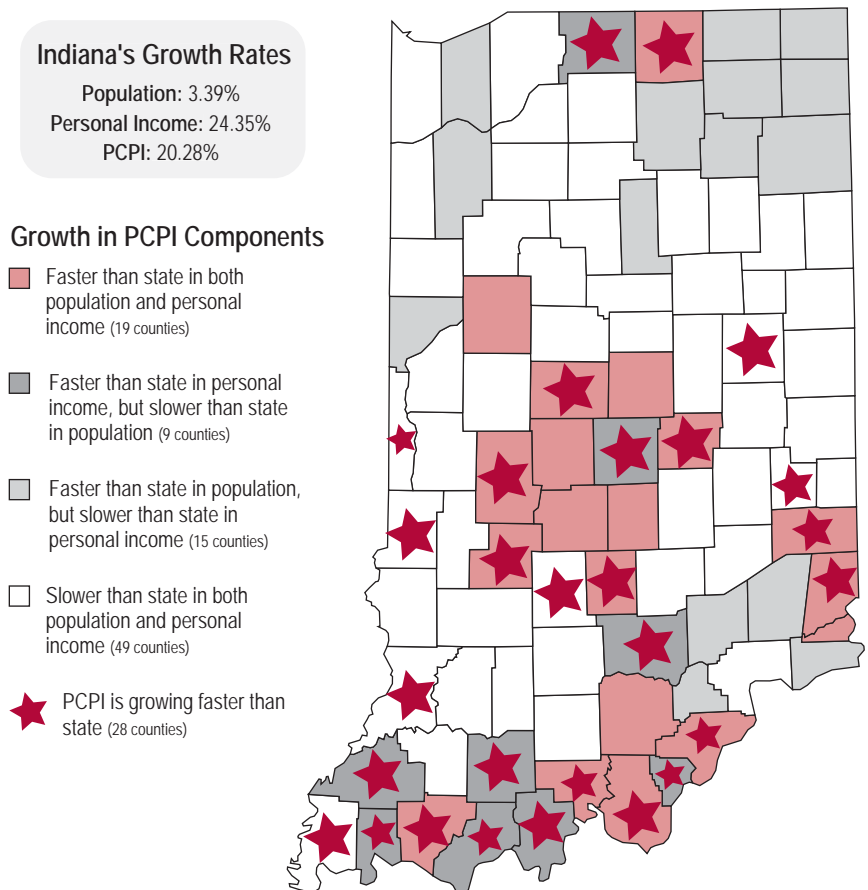 Indiana's Growth Rates
Population: 3.39%
Personal Income: 24.35%
PCPI: 20.28%
Growth in PCPI Components
Faster than state in both
population and personal
income (19 counties)
Faster than state in personal
income, but slower than state
in population (9 counties)
Faster than state in population,
but slower than state in
personal income (15 counties)
Slower than state in both
population and personal
income (49 counties)
PCPI is growing faster than
state (28 counties)